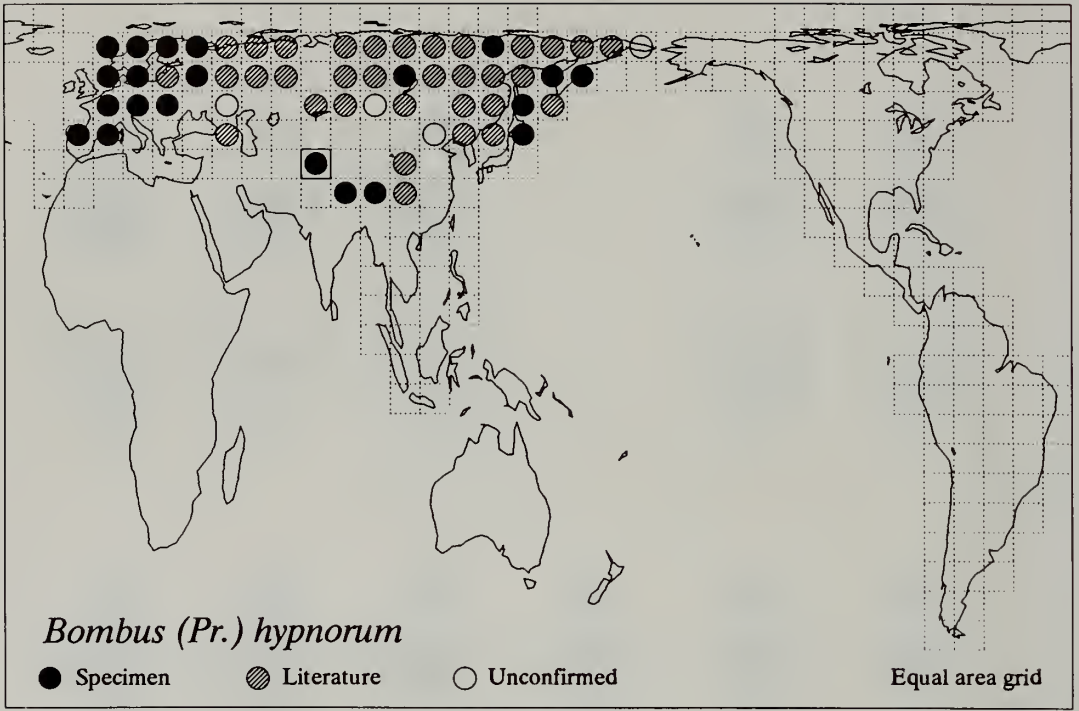 Bombus (Pr.) hypnorum
Specimen Literature Unconfirmed Equal area grid